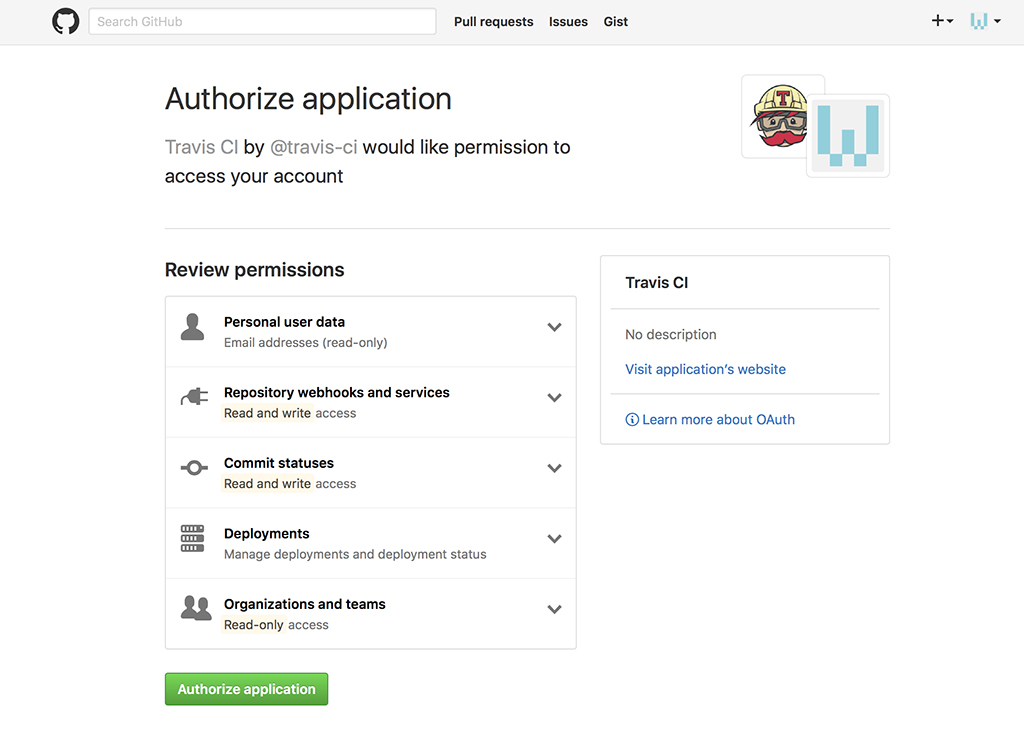 Search GitHub
Pull requests
Issues
Gist
Authorize application
Travis CI by @travis-ci would like permission to
access your account
T
Review permissions
Personal user data
Email addresses (read-only)
Repository webhooks and services
Read and write access
Commit statuses
Read and write access
Deployments
Manage deployments and deployment status
Organizations and teams
Read-only access
Authorize application
Travis CI
No description
Visit application's website
Learn more about OAuth